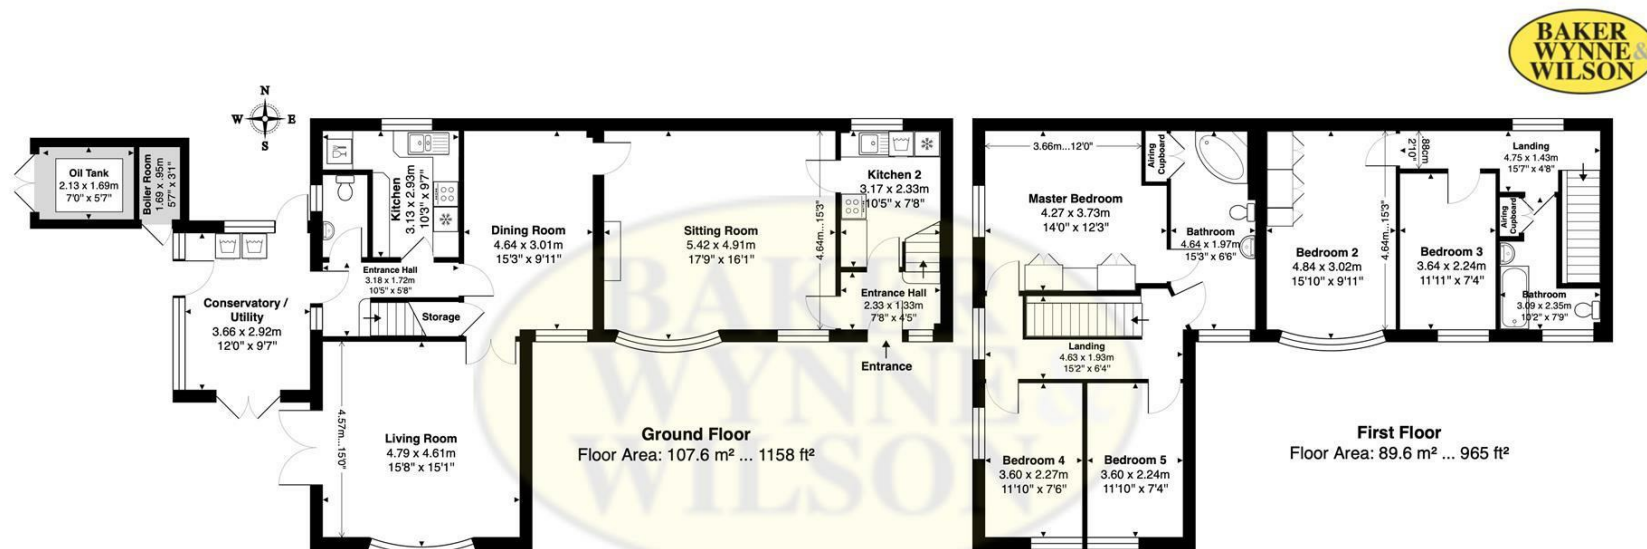 BAKER
WYNNE &
WILSON
N
W E
S
Oil Tank
2.13 x 1.69m
7'0" x 5'7"
Boiler Room
1.69 x .95m
5'7" x 3'1"
Kitchen
3.13 x 2.93m
10'3" x 9'7"
Dining Room
4.64 x 3.01m
15'3" x 9'11"
Sitting Room
5.42 x 4.91m
17'9" x 16'1"
4.64m...15'3"
Kitchen 2
3.17 x 2.33m
10'5" x 7'8"
Entrance Hall
3.18 x 1.72m
10'5" x 5'8"
Storage
Conservatory /
Utility
3.66 x 2.92m
12'0" x 9'7"
Entrance Hall
2.33 x 1.33m
7'8" x 4'5"
Entrance
4.57m...15'0"
Living Room
4.79 x 4.61m
15'8" x 15'1"
Ground Floor
Floor Area: 107.6 m² ... 1158 ft²
3.66m...12'0"
Airing
Cupboard
Master Bedroom
4.27 x 3.73m
14'0" x 12'3"
Bathroom
4.64 x 1.97m
15'3" x 6'6"
Bedroom 2
4.84 x 3.02m
15'10" x 9'11"
4.64m...15'3"
.88cm
2'10"
Landing
4.75 x 1.43m
15'7" x 4'8"
Airing
Cupboard
Bedroom 3
3.64 x 2.24m
11'11" x 7'4"
Bathroom
3.09 x 2.35m
10'2" x 7'9"
Landing
4.63 x 1.93m
15'2" x 6'4"
Bedroom 4
3.60 x 2.27m
11'10" x 7'6"
Bedroom 5
3.60 x 2.24m
11'10" x 7'4"
First Floor
Floor Area: 89.6 m² ... 965 ft²
BAKER
WYNNE &
WILSON